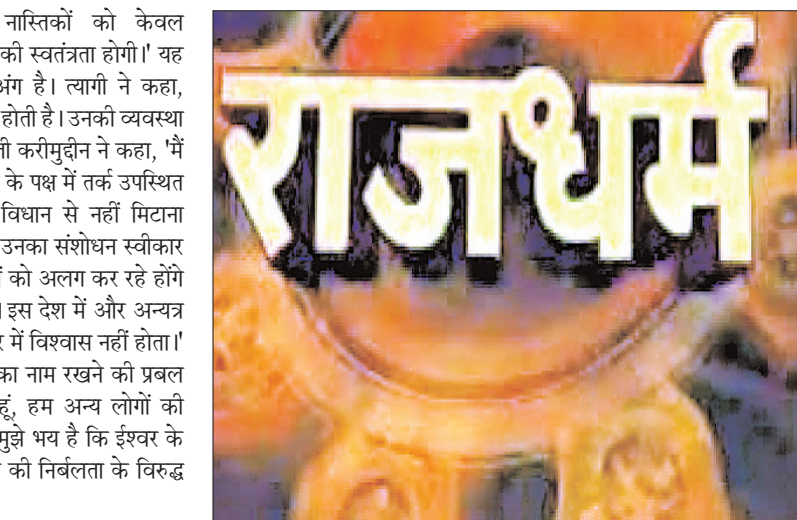 नास्तिकों को केवल
की स्वतंत्रता होगी।' यह
अंग है। त्यागी ने कहा,
होती है। उनकी व्यवस्था
करीमुद्दीन ने कहा, 'मैं
के पक्ष में तर्क उपस्थित
विधान से नहीं मिटाना
उनका संशोधन स्वीकार
को अलग कर रहे होंगे
। इस देश में और अन्यत्र
में विश्वास नहीं होता।'
का नाम रखने की प्रबल
हूं, हम अन्य लोगों की
मुझे भय है कि ईश्वर के
की निर्बलता के विरुद्ध
राजधर्म